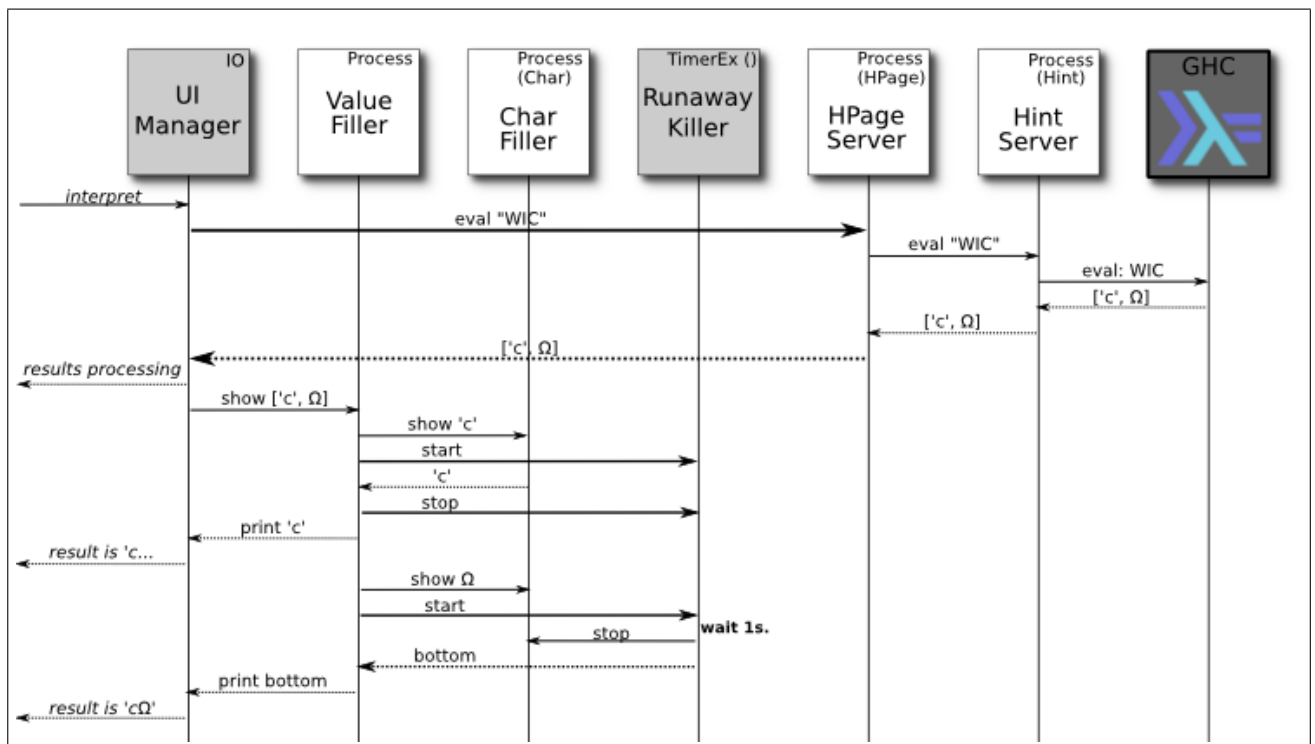 IO
UI
Manager
Process
Value
Filler
Process
(Char)
Char
Filler
TimerEx ()
Runaway
Killer
Process
(HPage)
HPage
Server
Process
(Hint)
Hint
Server
GHC
interpret
eval "WIC"
eval "WIC"
eval: WIC
['c', Ω]
['c', Ω]
['c', Ω]
results processing
show ['c', Ω]
show 'c'
start
'c'
stop
print 'c'
result is 'c...
show Ω
start
wait 1s.
stop
bottom
print bottom
result is 'cΩ'